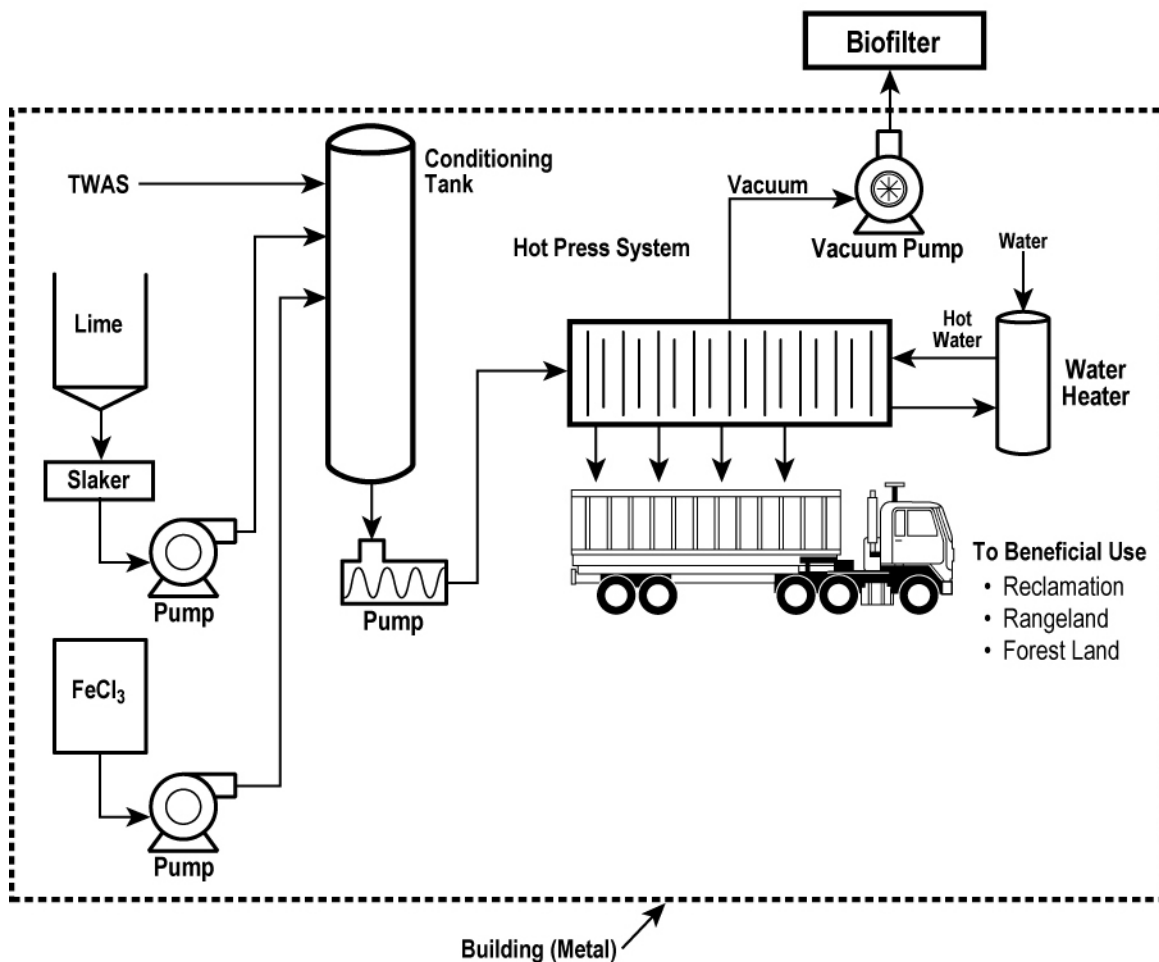 Biofilter
TWAS
Conditioning
Tank
Vacuum
Hot Press System
Vacuum Pump
Water
Lime
Hot
Water
Water
Heater
Slaker
Pump
Pump
To Beneficial Use
• Reclamation
• Rangeland
• Forest Land
FeCl₃
Pump
Building (Metal)